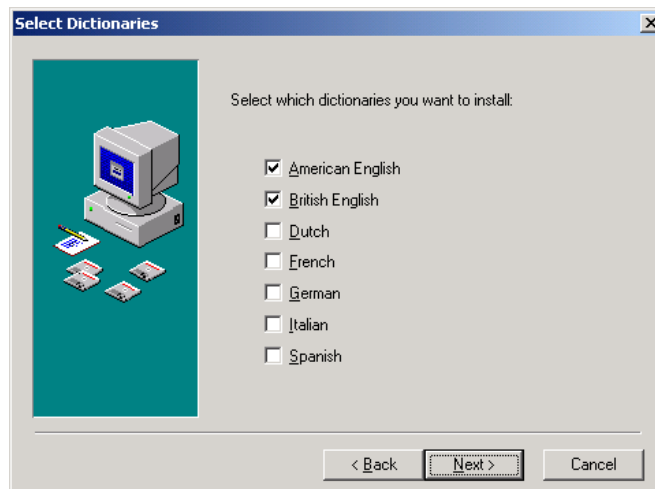 Select Dictionaries
Select which dictionaries you want to install:
American English
British English
Dutch
French
German
Italian
Spanish
< Back
Next >
Cancel